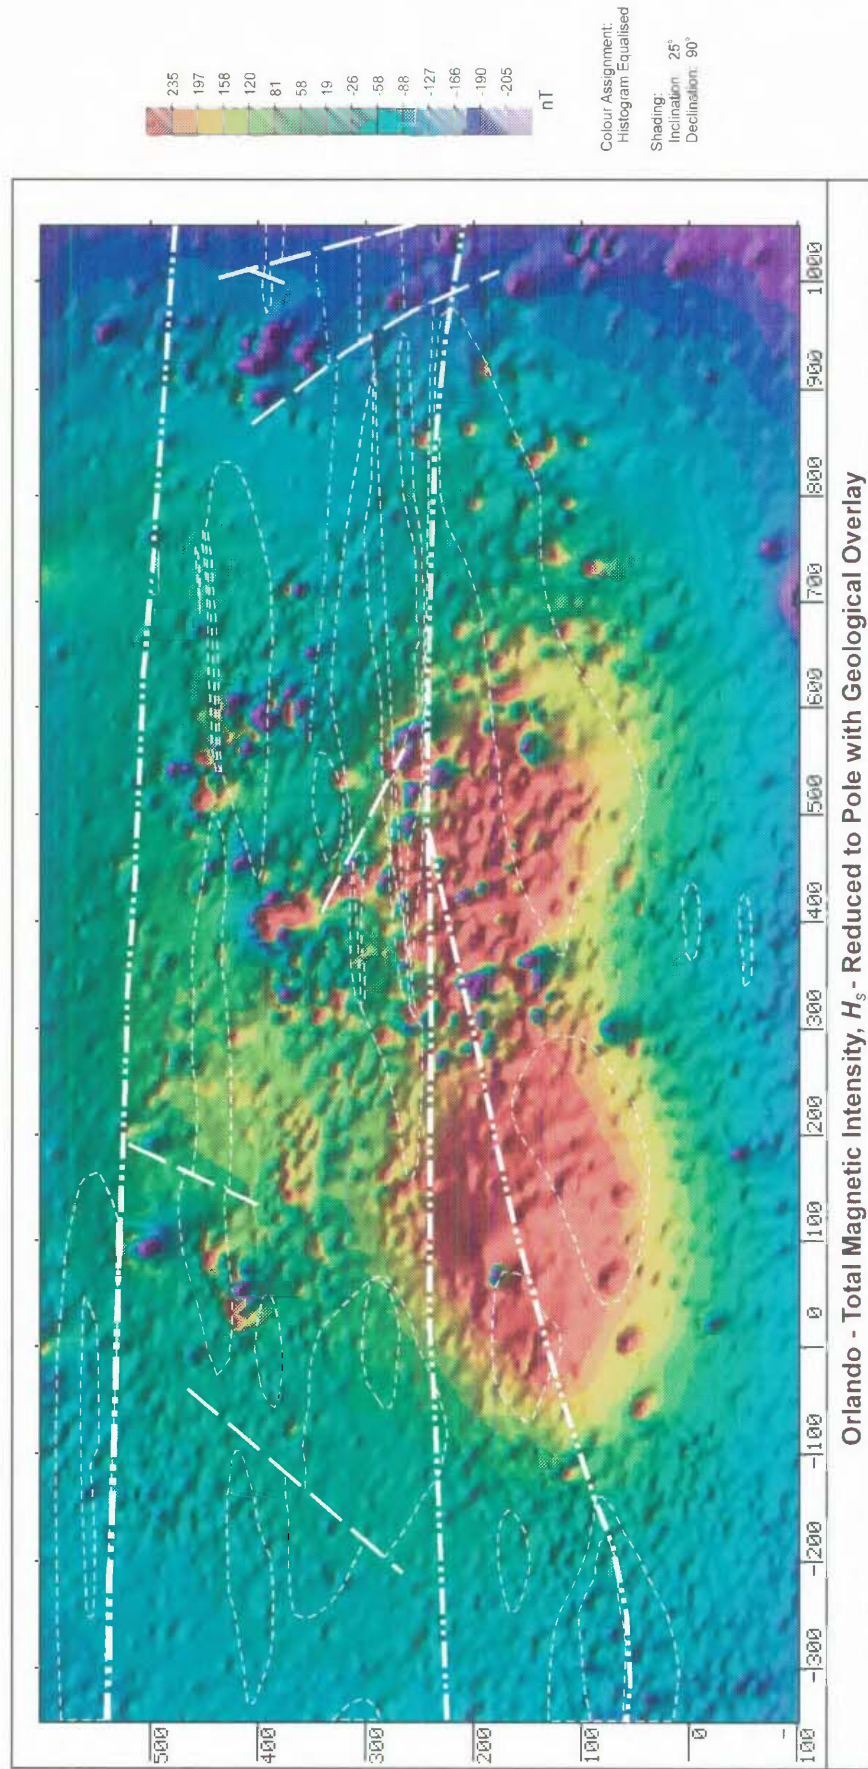 235
197
158
120
81
58
19
-26
-58
-88
-127
-166
-190
-205
nT
Colour Assignment:
Histogram Equalised
Shading:
Inclination: 25°
Declination: 90°
500
400
300
200
100
0
-100
-300 -200 -100 0 100 200 300 400 500 600 700 800 900 1000
Orlando - Total Magnetic Intensity, Hs - Reduced to Pole with Geological Overlay